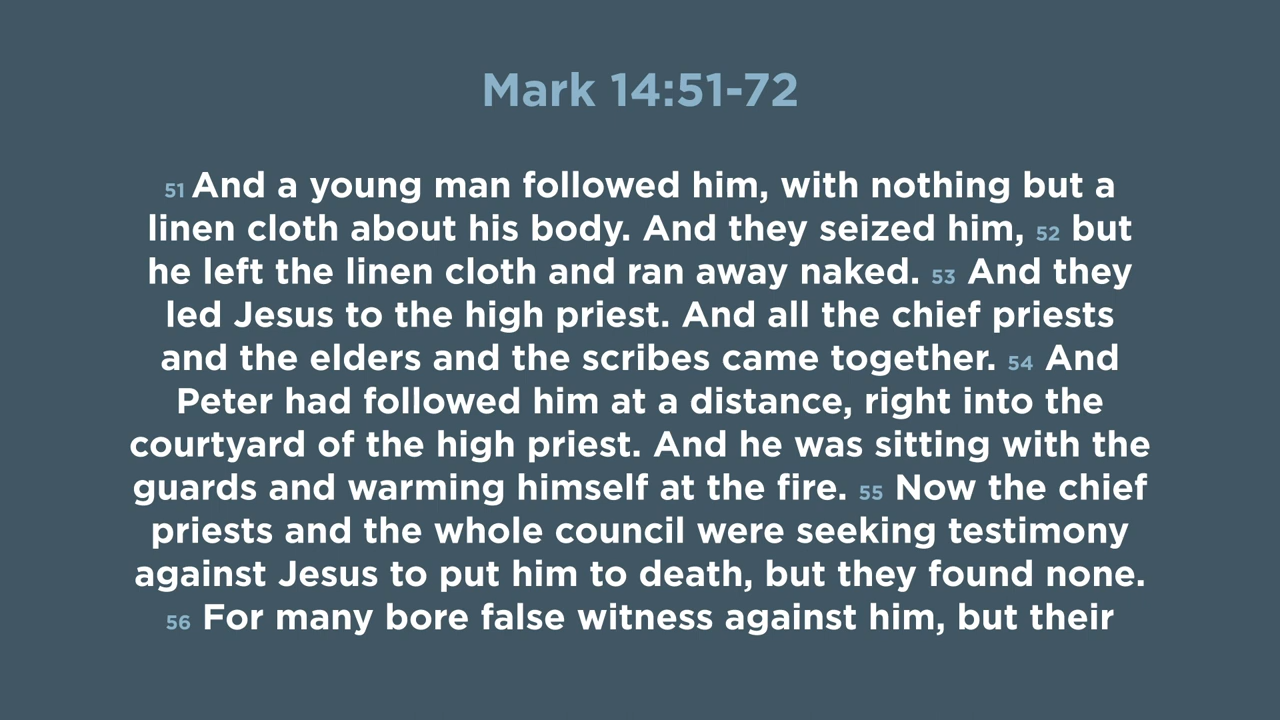 Mark 14:51-72
51 And a young man followed him, with nothing but a
linen cloth about his body. And they seized him, 52 but
he left the linen cloth and ran away naked. 53 And they
led Jesus to the high priest. And all the chief priests
and the elders and the scribes came together. 54 And
Peter had followed him at a distance, right into the
courtyard of the high priest. And he was sitting with the
guards and warming himself at the fire. 55 Now the chief
priests and the whole council were seeking testimony
against Jesus to put him to death, but they found none.
56 For many bore false witness against him, but their